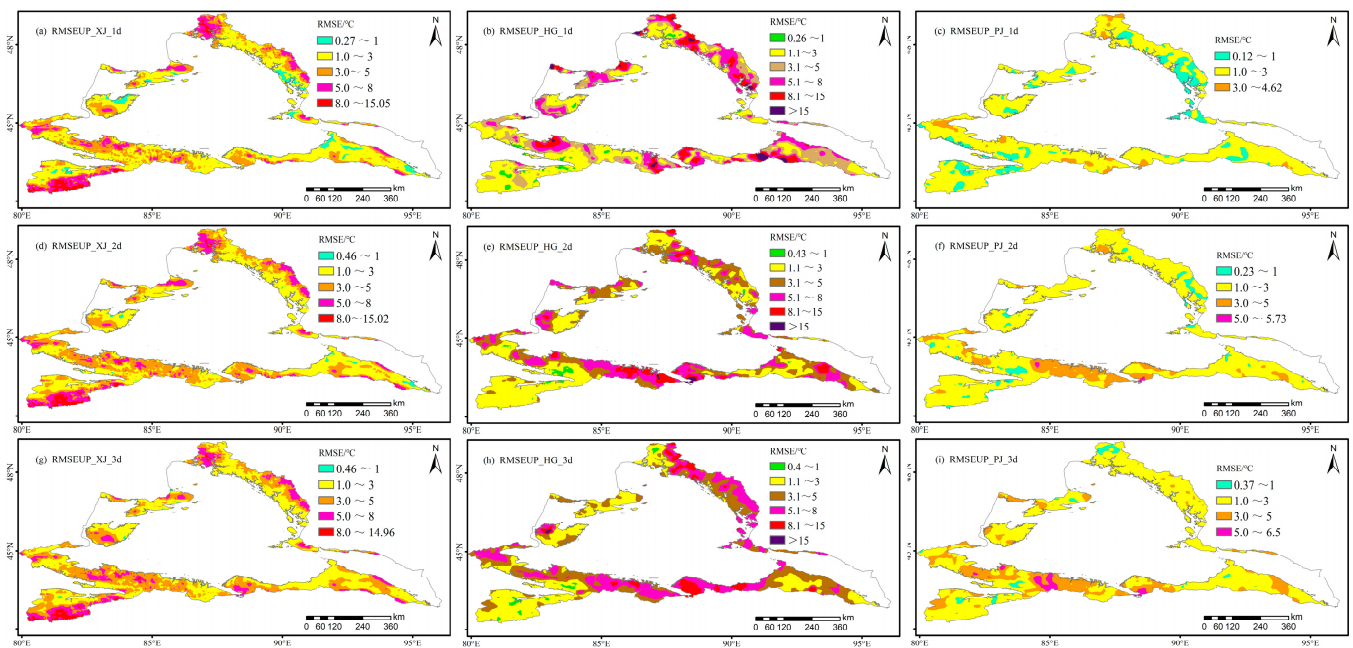 (a) RMSEUP_XJ_1d
RMSE/℃
0.27～1
1.0～3
3.0～5
5.0～8
8.0～15.05
N
km
0 60 120 240 360
48°N
45°N
80°E 85°E 90°E 95°E
(b) RMSEUP_HG_1d
RMSE/℃
0.26～1
1.1～3
3.1～5
5.1～8
8.1～15
>15
N
km
0 60 120 240 360
80°E 85°E 90°E 95°E
(c) RMSEUP_PJ_1d
RMSE/℃
0.12～1
1.0～3
3.0～4.62
N
km
0 60 120 240 360
80°E 85°E 90°E 95°E
(d) RMSEUP_XJ_2d
RMSE/℃
0.46～1
1.0～3
3.0～5
5.0～8
8.0～15.02
N
km
0 60 120 240 360
48°N
45°N
80°E 85°E 90°E 95°E
(e) RMSEUP_HG_2d
RMSE/℃
0.43～1
1.1～3
3.1～5
5.1～8
8.1～15
>15
N
km
0 60 120 240 360
80°E 85°E 90°E 95°E
(f) RMSEUP_PJ_2d
RMSE/℃
0.23～1
1.0～3
3.0～5
5.0～5.73
N
km
0 60 120 240 360
80°E 85°E 90°E 95°E
(g) RMSEUP_XJ_3d
RMSE/℃
0.46～1
1.0～3
3.0～5
5.0～8
8.0～14.96
N
km
0 60 120 240 360
48°N
45°N
80°E 85°E 90°E 95°E
(h) RMSEUP_HG_3d
RMSE/℃
0.4～1
1.1～3
3.1～5
5.1～8
8.1～15
>15
N
km
0 60 120 240 360
80°E 85°E 90°E 95°E
(i) RMSEUP_PJ_3d
RMSE/℃
0.37～1
1.0～3
3.0～5
5.0～6.5
N
km
0 60 120 240 360
80°E 85°E 90°E 95°E